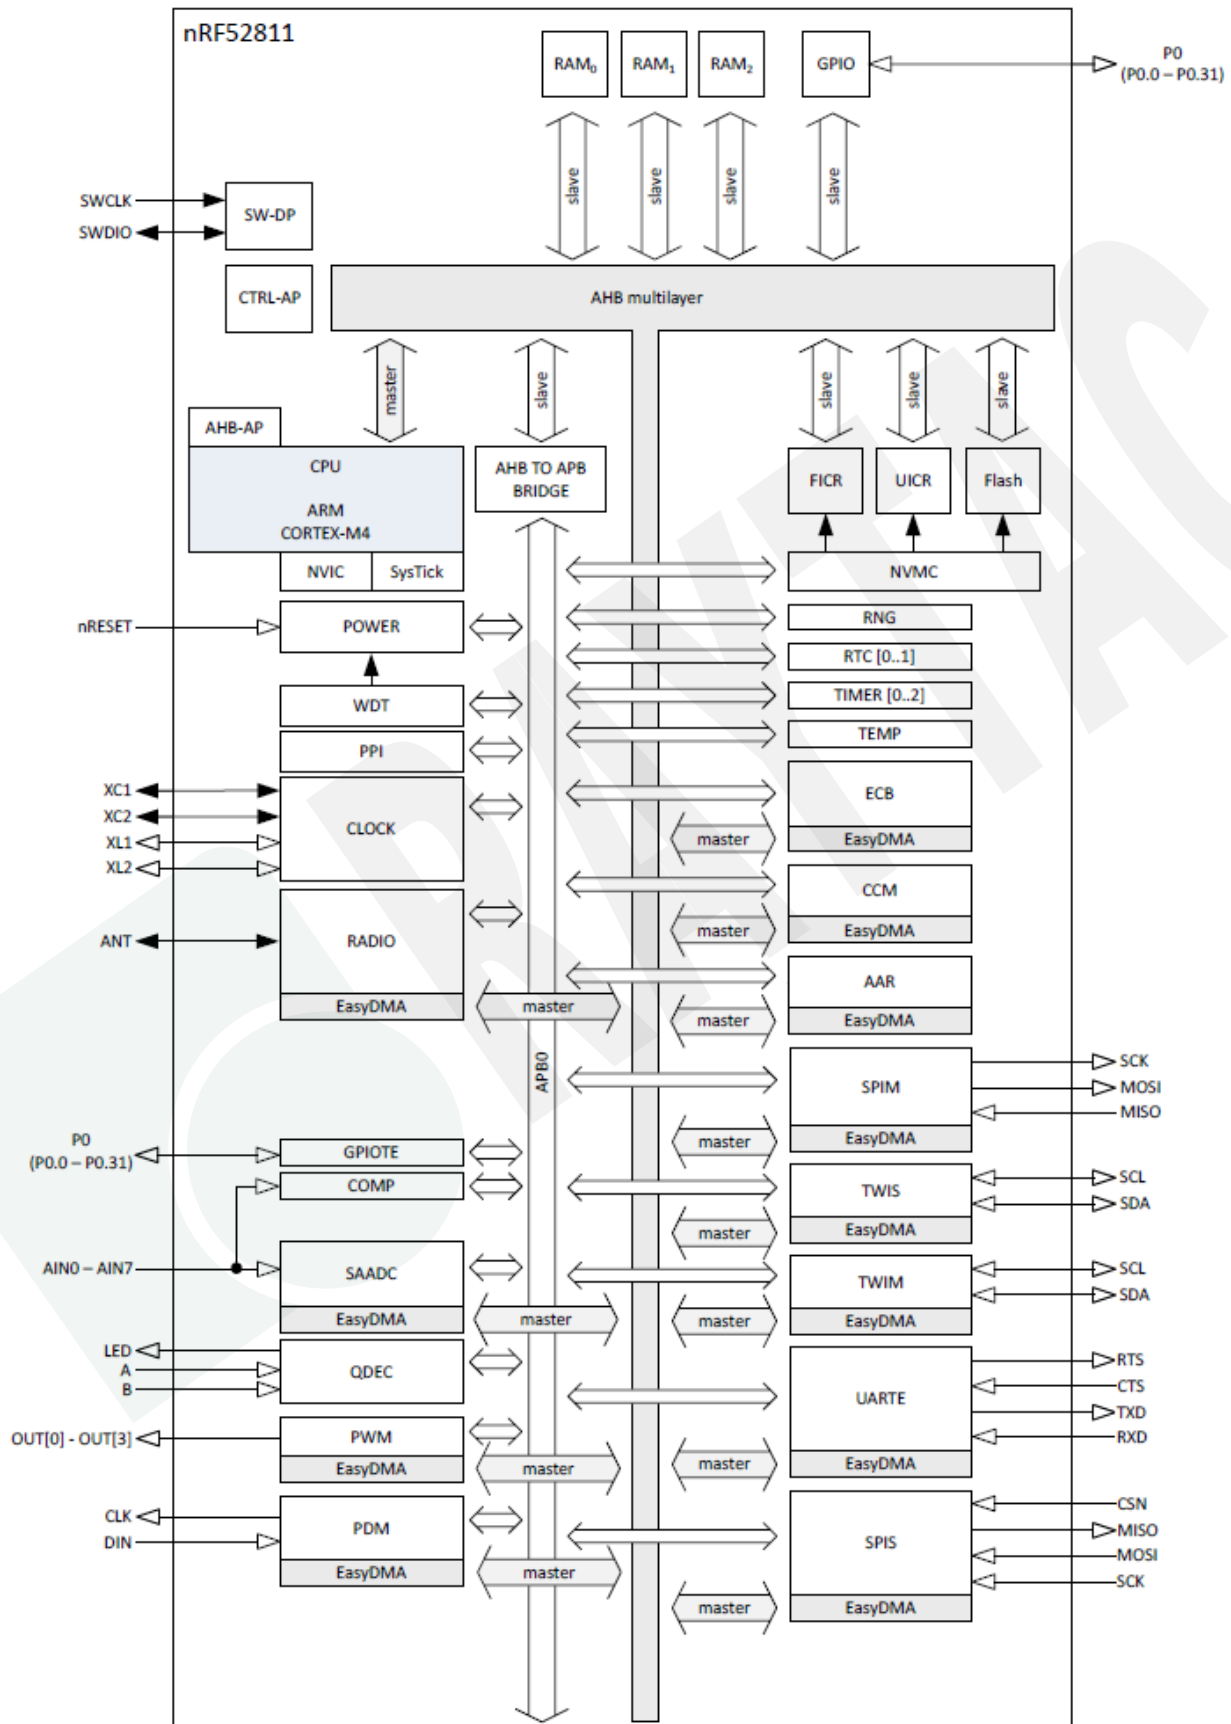 nRF52811
RAM0
RAM1
RAM2
GPIO
P0
(P0.0 – P0.31)
slave
slave
slave
slave
SWCLK
SWDIO
SW-DP
CTRL-AP
AHB multilayer
master
slave
slave
slave
slave
AHB-AP
CPU
ARM
CORTEX-M4
NVIC
SysTick
AHB TO APB
BRIDGE
FICR
UICR
Flash
NVMC
nRESET
POWER
RNG
RTC [0..1]
WDT
TIMER [0..2]
PPI
TEMP
XC1
XC2
XL1
XL2
CLOCK
ECB
master
EasyDMA
ANT
RADIO
EasyDMA
master
CCM
master
EasyDMA
AAR
master
EasyDMA
APB0
SPIM
master
EasyDMA
SCK
MOSI
MISO
P0
(P0.0 – P0.31)
GPIOTE
COMP
TWIS
master
EasyDMA
SCL
SDA
AIN0 – AIN7
SAADC
EasyDMA
master
TWIM
master
EasyDMA
SCL
SDA
LED
A
B
QDEC
UARTE
master
EasyDMA
RTS
CTS
TXD
RXD
OUT[0] - OUT[3]
PWM
EasyDMA
master
CLK
DIN
PDM
EasyDMA
master
SPIS
master
EasyDMA
CSN
MISO
MOSI
SCK
RAYTAC